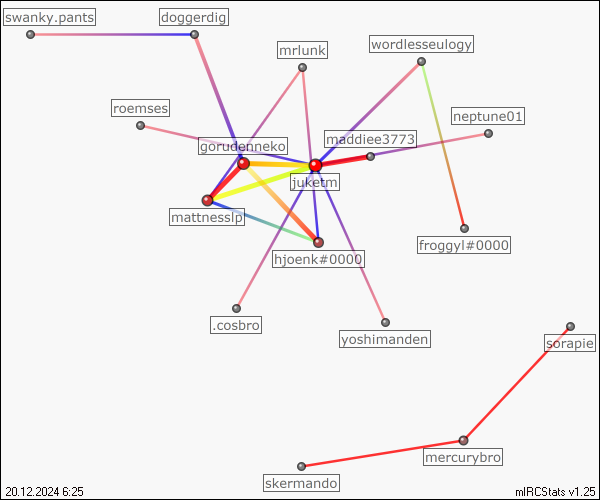 swanky.pants
doggerdig
mrlunk
wordlesseulogy
roemses
neptune01
maddiee3773
gorudenneko
juketm
mattnesslp
froggyl#0000
hjoenk#0000
.cosbro
yoshimanden
sorapie
mercurybro
skermando
20.12.2024 6:25
mIRCStats v1.25